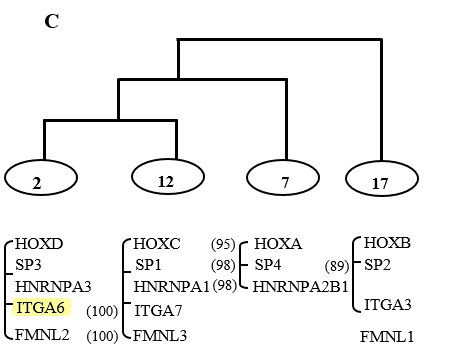 C
2 12 7 17
HOXD HOXC (95) HOXA HOXB
SP3 SP1 (98) SP4 (89) SP2
HNRNPA3 HNRNPA1 (98) HNRNPA2B1
ITGA6 (100) ITGA7 ITGA3
FMNL2 (100) FMNL3 FMNL1